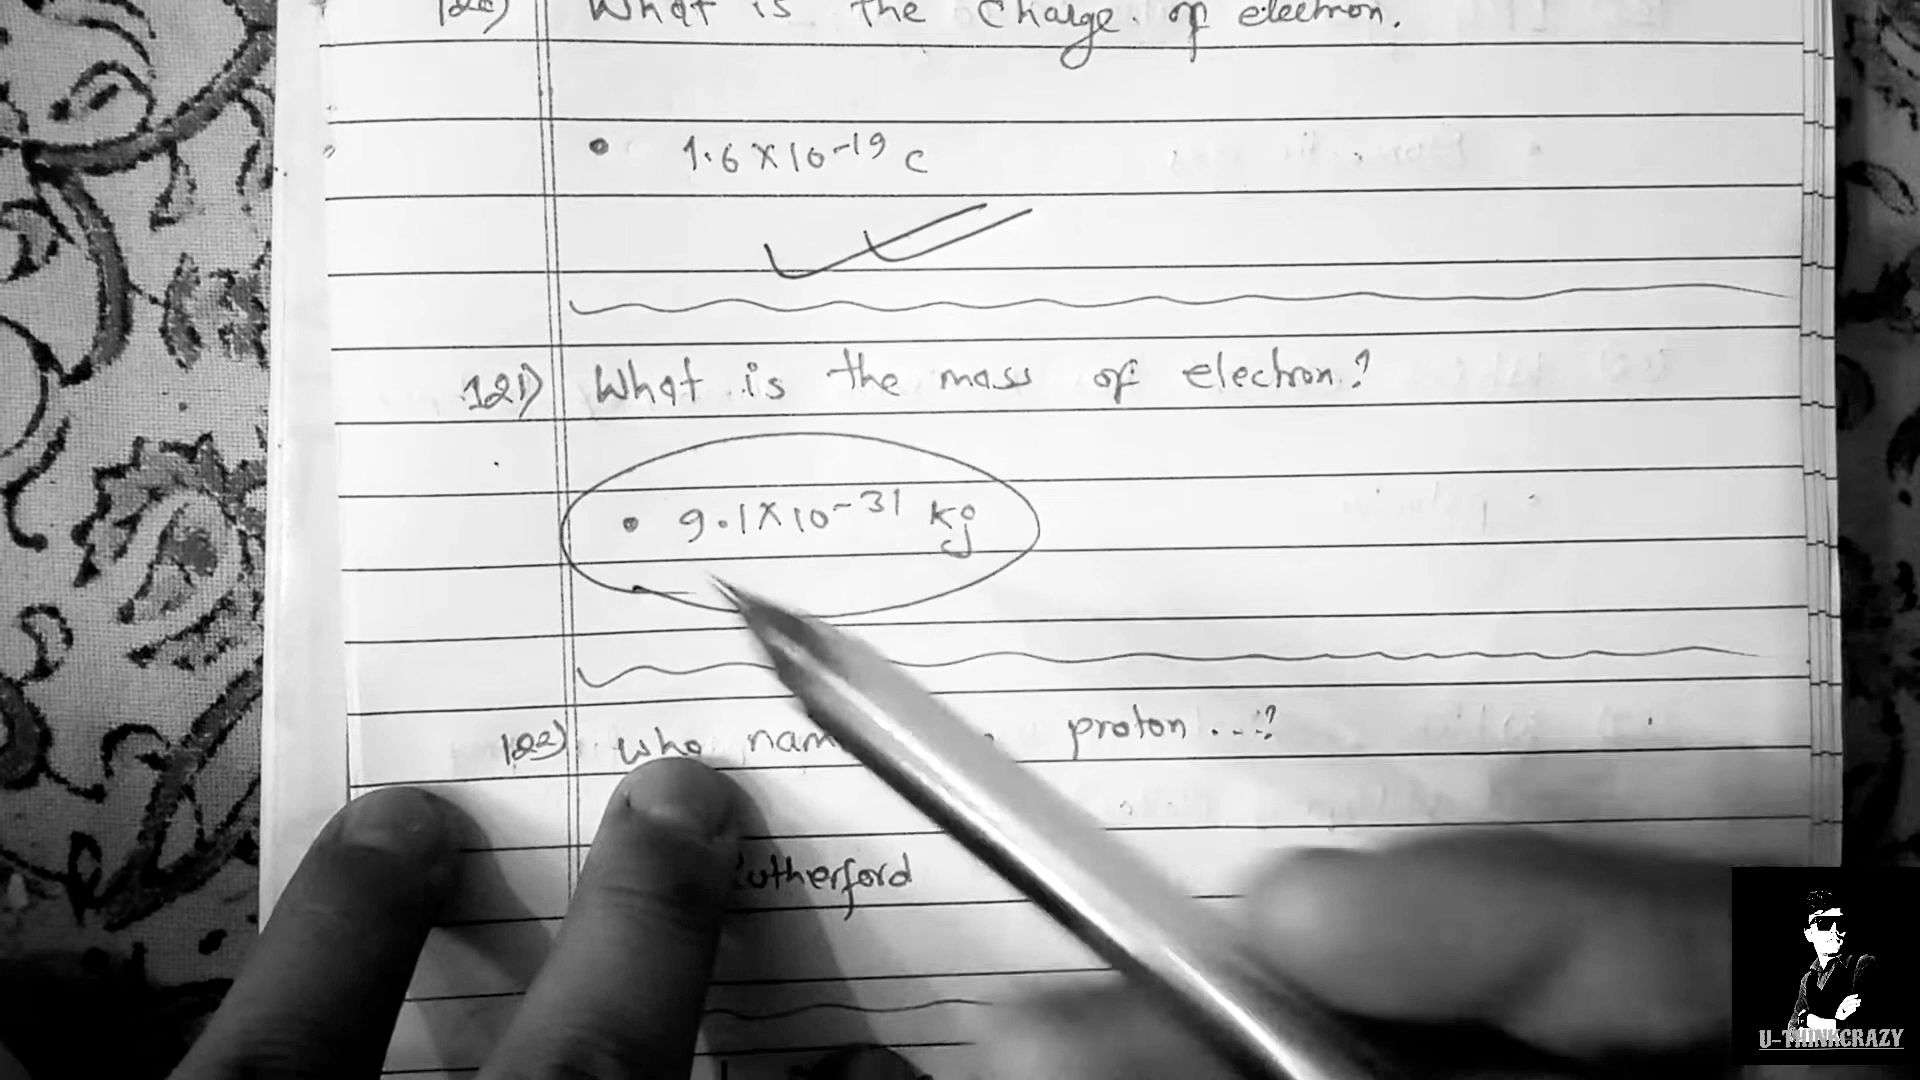 120) What is the Charge of electron.
• 1.6×10-19 c
121) What is the mass of electron?
• 9.1×10-31 kg
122) who proton...?
utherford
U-THINKCRAZY